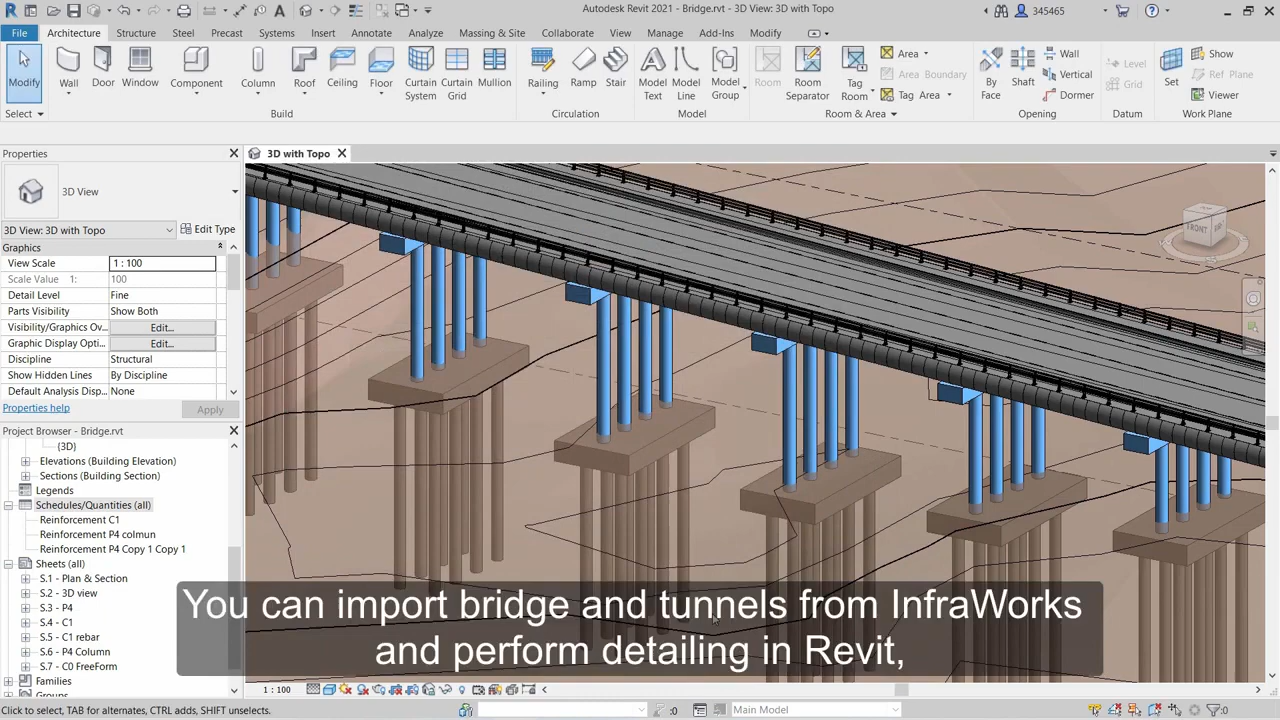 Autodesk Revit 2021 - Bridge.rvt - 3D View: 3D with Topo
345465
File Architecture Structure Steel Precast Systems Insert Annotate Analyze Massing & Site Collaborate View Manage Add-Ins Modify
Modify Wall Door Window Component Column Roof Ceiling Curtain System Floor Curtain Grid Mullion Railing Ramp Stair Model Text Model Line Model Group Room Room Separator Tag Room
Area
Area Boundary
Tag Area
By Face Shaft
Wall
Vertical
Dormer
Level
Grid
Set
Show
Ref Plane
Viewer
Select Build Circulation Model Room & Area Opening Datum Work Plane
Properties
3D with Topo
3D View
3D View: 3D with Topo Edit Type
Graphics
View Scale 1 : 100
Scale Value 1: 100
Detail Level Fine
Parts Visibility Show Both
Visibility/Graphics Ov... Edit...
Graphic Display Opti... Edit...
Discipline Structural
Show Hidden Lines By Discipline
Default Analysis Disp... None
Properties help Apply
FRONT
Project Browser - Bridge.rvt
{3D}
Elevations (Building Elevation)
Sections (Building Section)
Legends
Schedules/Quantities (all)
Reinforcement C1
Reinforcement P4 colmun
Reinforcement P4 Copy 1 Copy 1
Sheets (all)
S.1 - Plan & Section
S.2 - 3D view
S.3 - P4
S.4 - C1
S.5 - C1 rebar
S.6 - P4 Column
S.7 - C0 FreeForm
Families
Groups
You can import bridge and tunnels from InfraWorks
and perform detailing in Revit,
1 : 100
Click to select, TAB for alternates, CTRL adds, SHIFT unselects.
:0
Main Model
:0